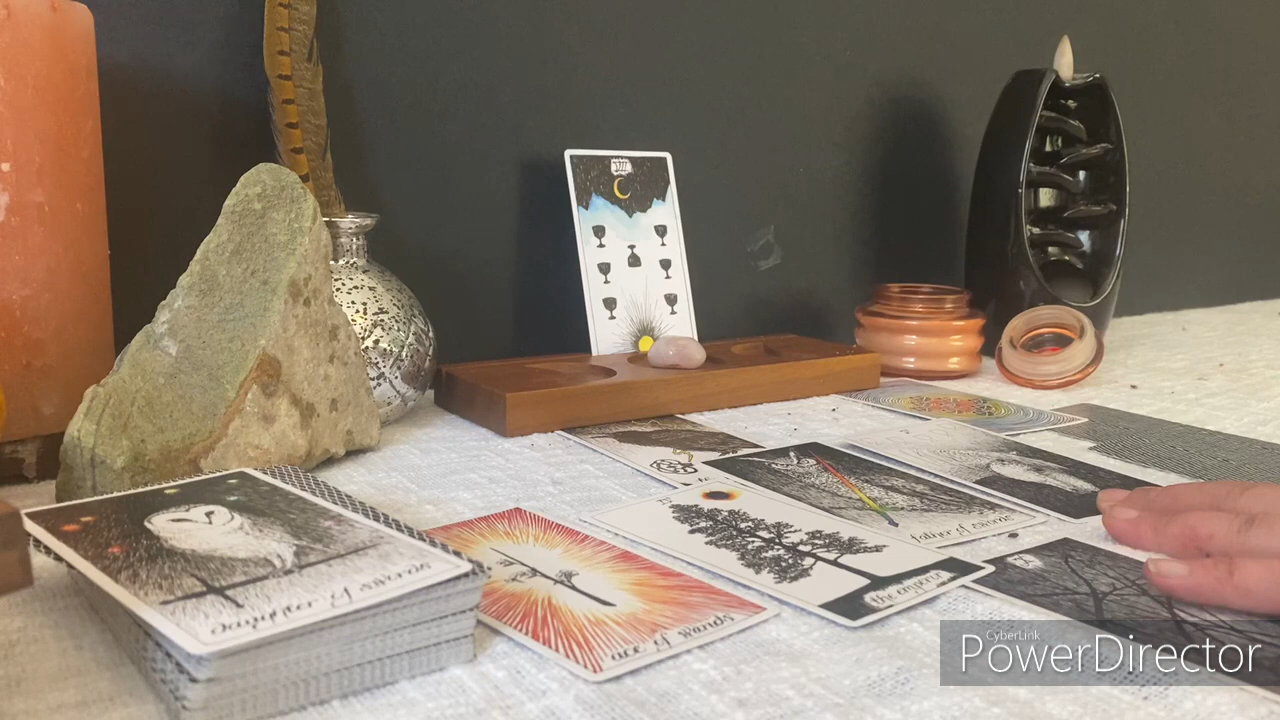 daughter of swords
ace of wands
the emperor
father of swords
CyberLink
PowerDirector